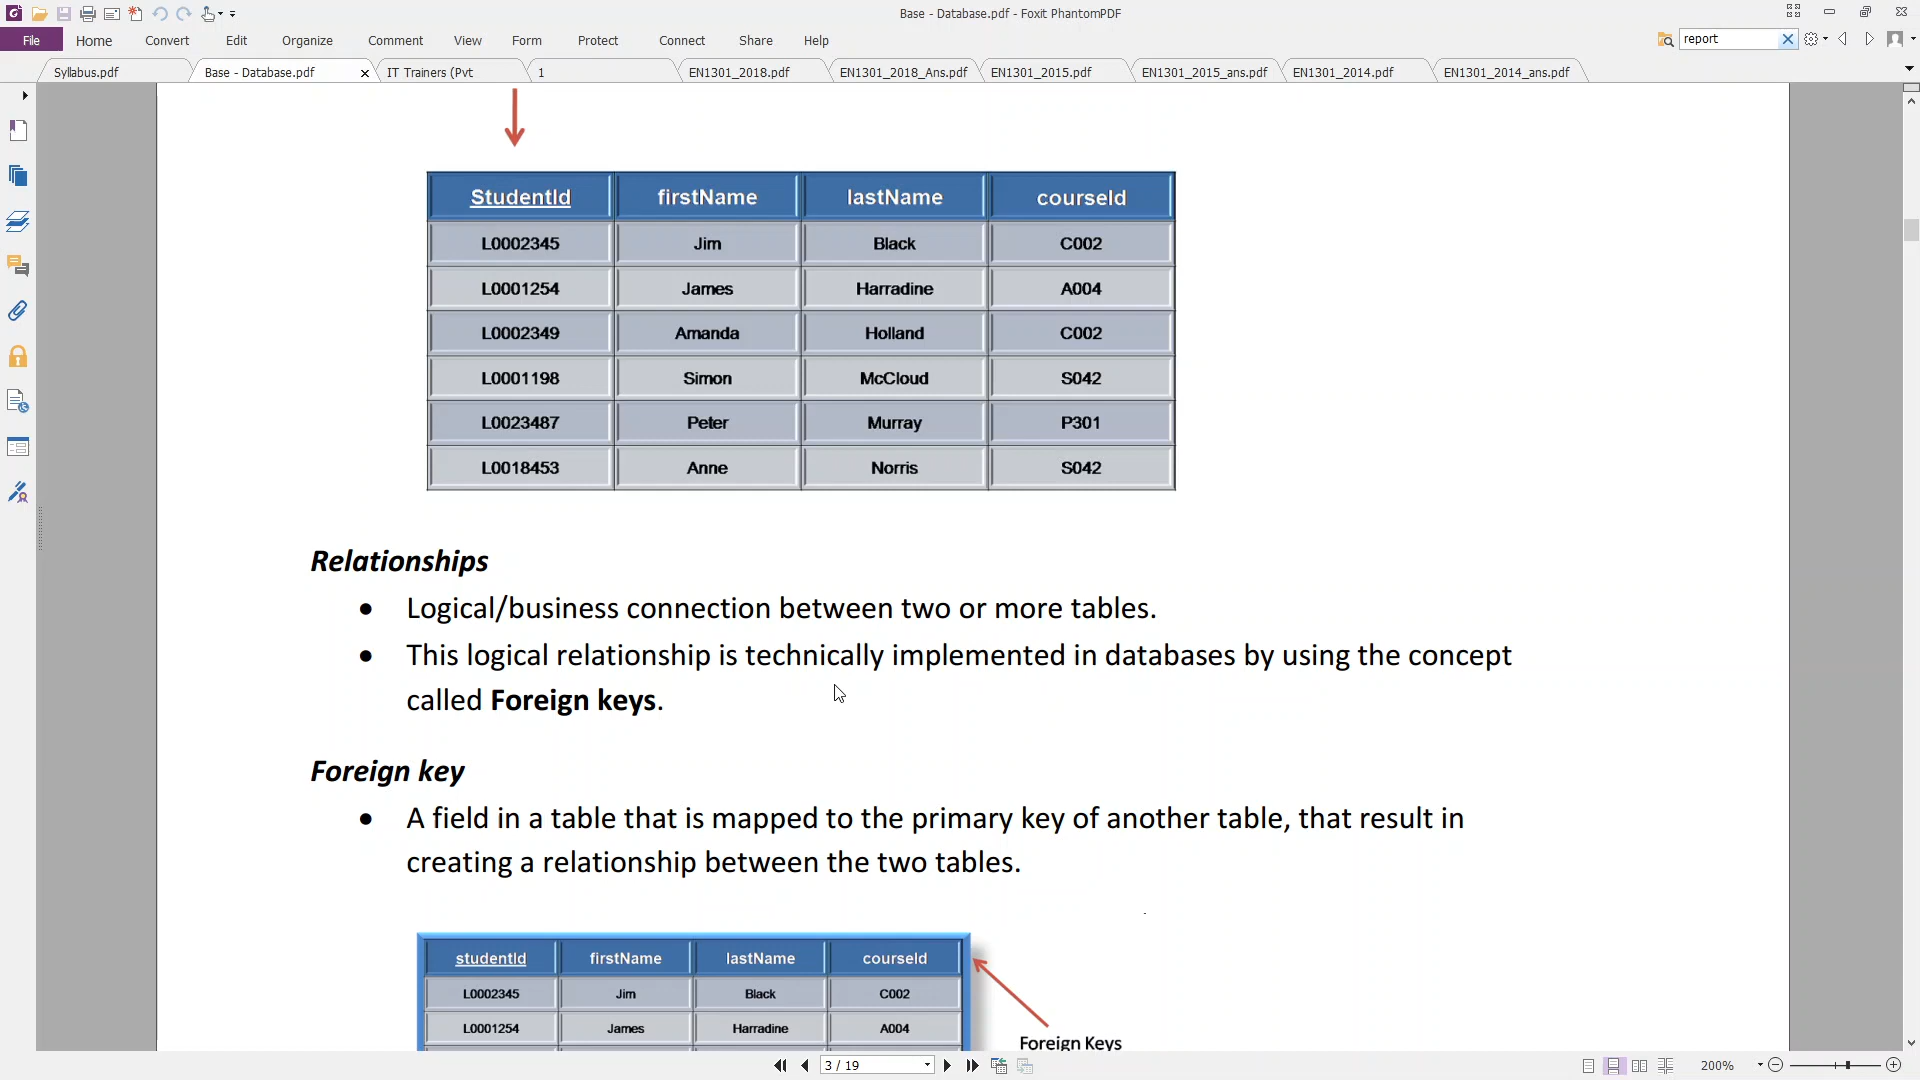 Base - Database.pdf - Foxit PhantomPDF
File Home Convert Edit Organize Comment View Form Protect Connect Share Help report
Syllabus.pdf Base - Database.pdf IT Trainers (Pvt 1 EN1301_2018.pdf EN1301_2018_Ans.pdf EN1301_2015.pdf EN1301_2015_ans.pdf EN1301_2014.pdf EN1301_2014_ans.pdf
StudentId firstName lastName courseId
L0002345 Jim Black C002
L0001254 James Harradine A004
L0002349 Amanda Holland C002
L0001198 Simon McCloud S042
L0023487 Peter Murray P301
L0018453 Anne Norris S042
Relationships
• Logical/business connection between two or more tables.
• This logical relationship is technically implemented in databases by using the concept
called Foreign keys.
Foreign key
• A field in a table that is mapped to the primary key of another table, that result in
creating a relationship between the two tables.
studentId firstName lastName courseId
L0002345 Jim Black C002
L0001254 James Harradine A004
Foreign Keys
3 / 19 200%